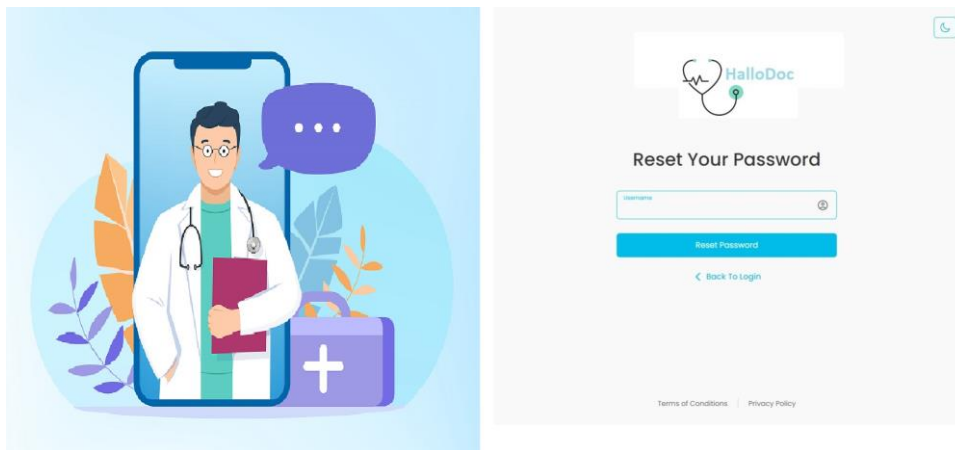 HalloDoc
Reset Your Password
Username
Reset Password
Back To Login
Terms of Conditions
Privacy Policy